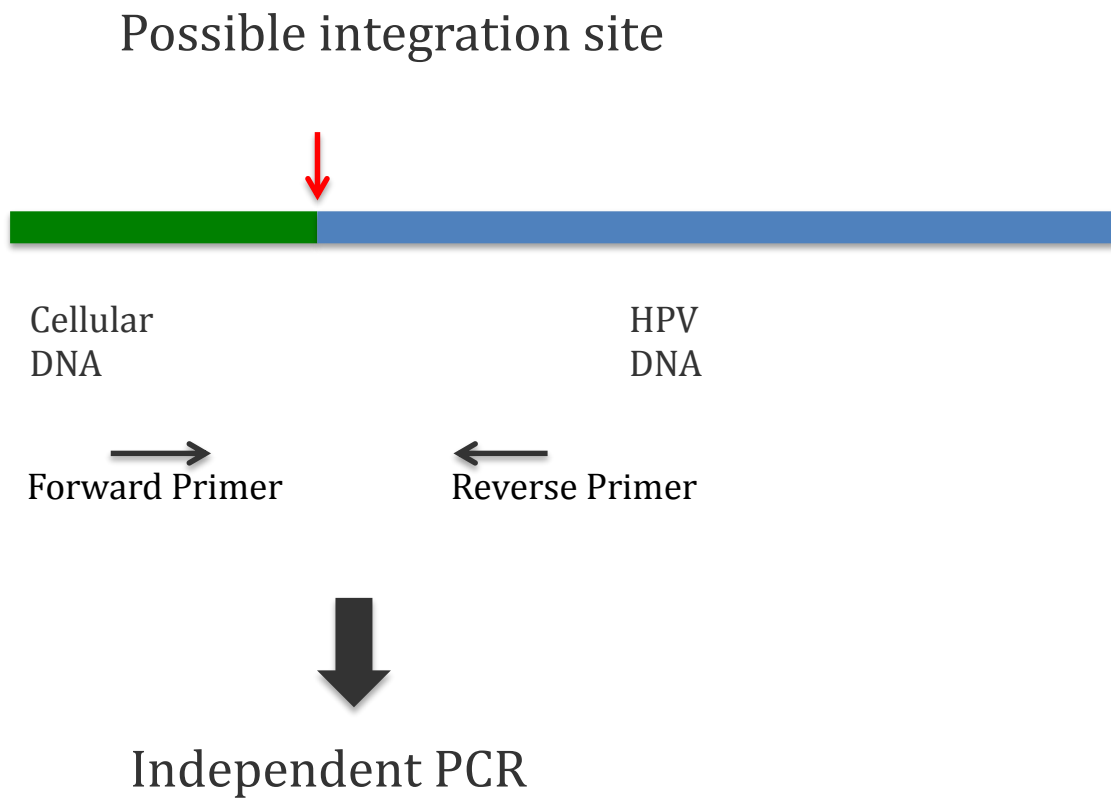 Possible integration site
Cellular
DNA
HPV
DNA
Forward Primer
Reverse Primer
Independent PCR